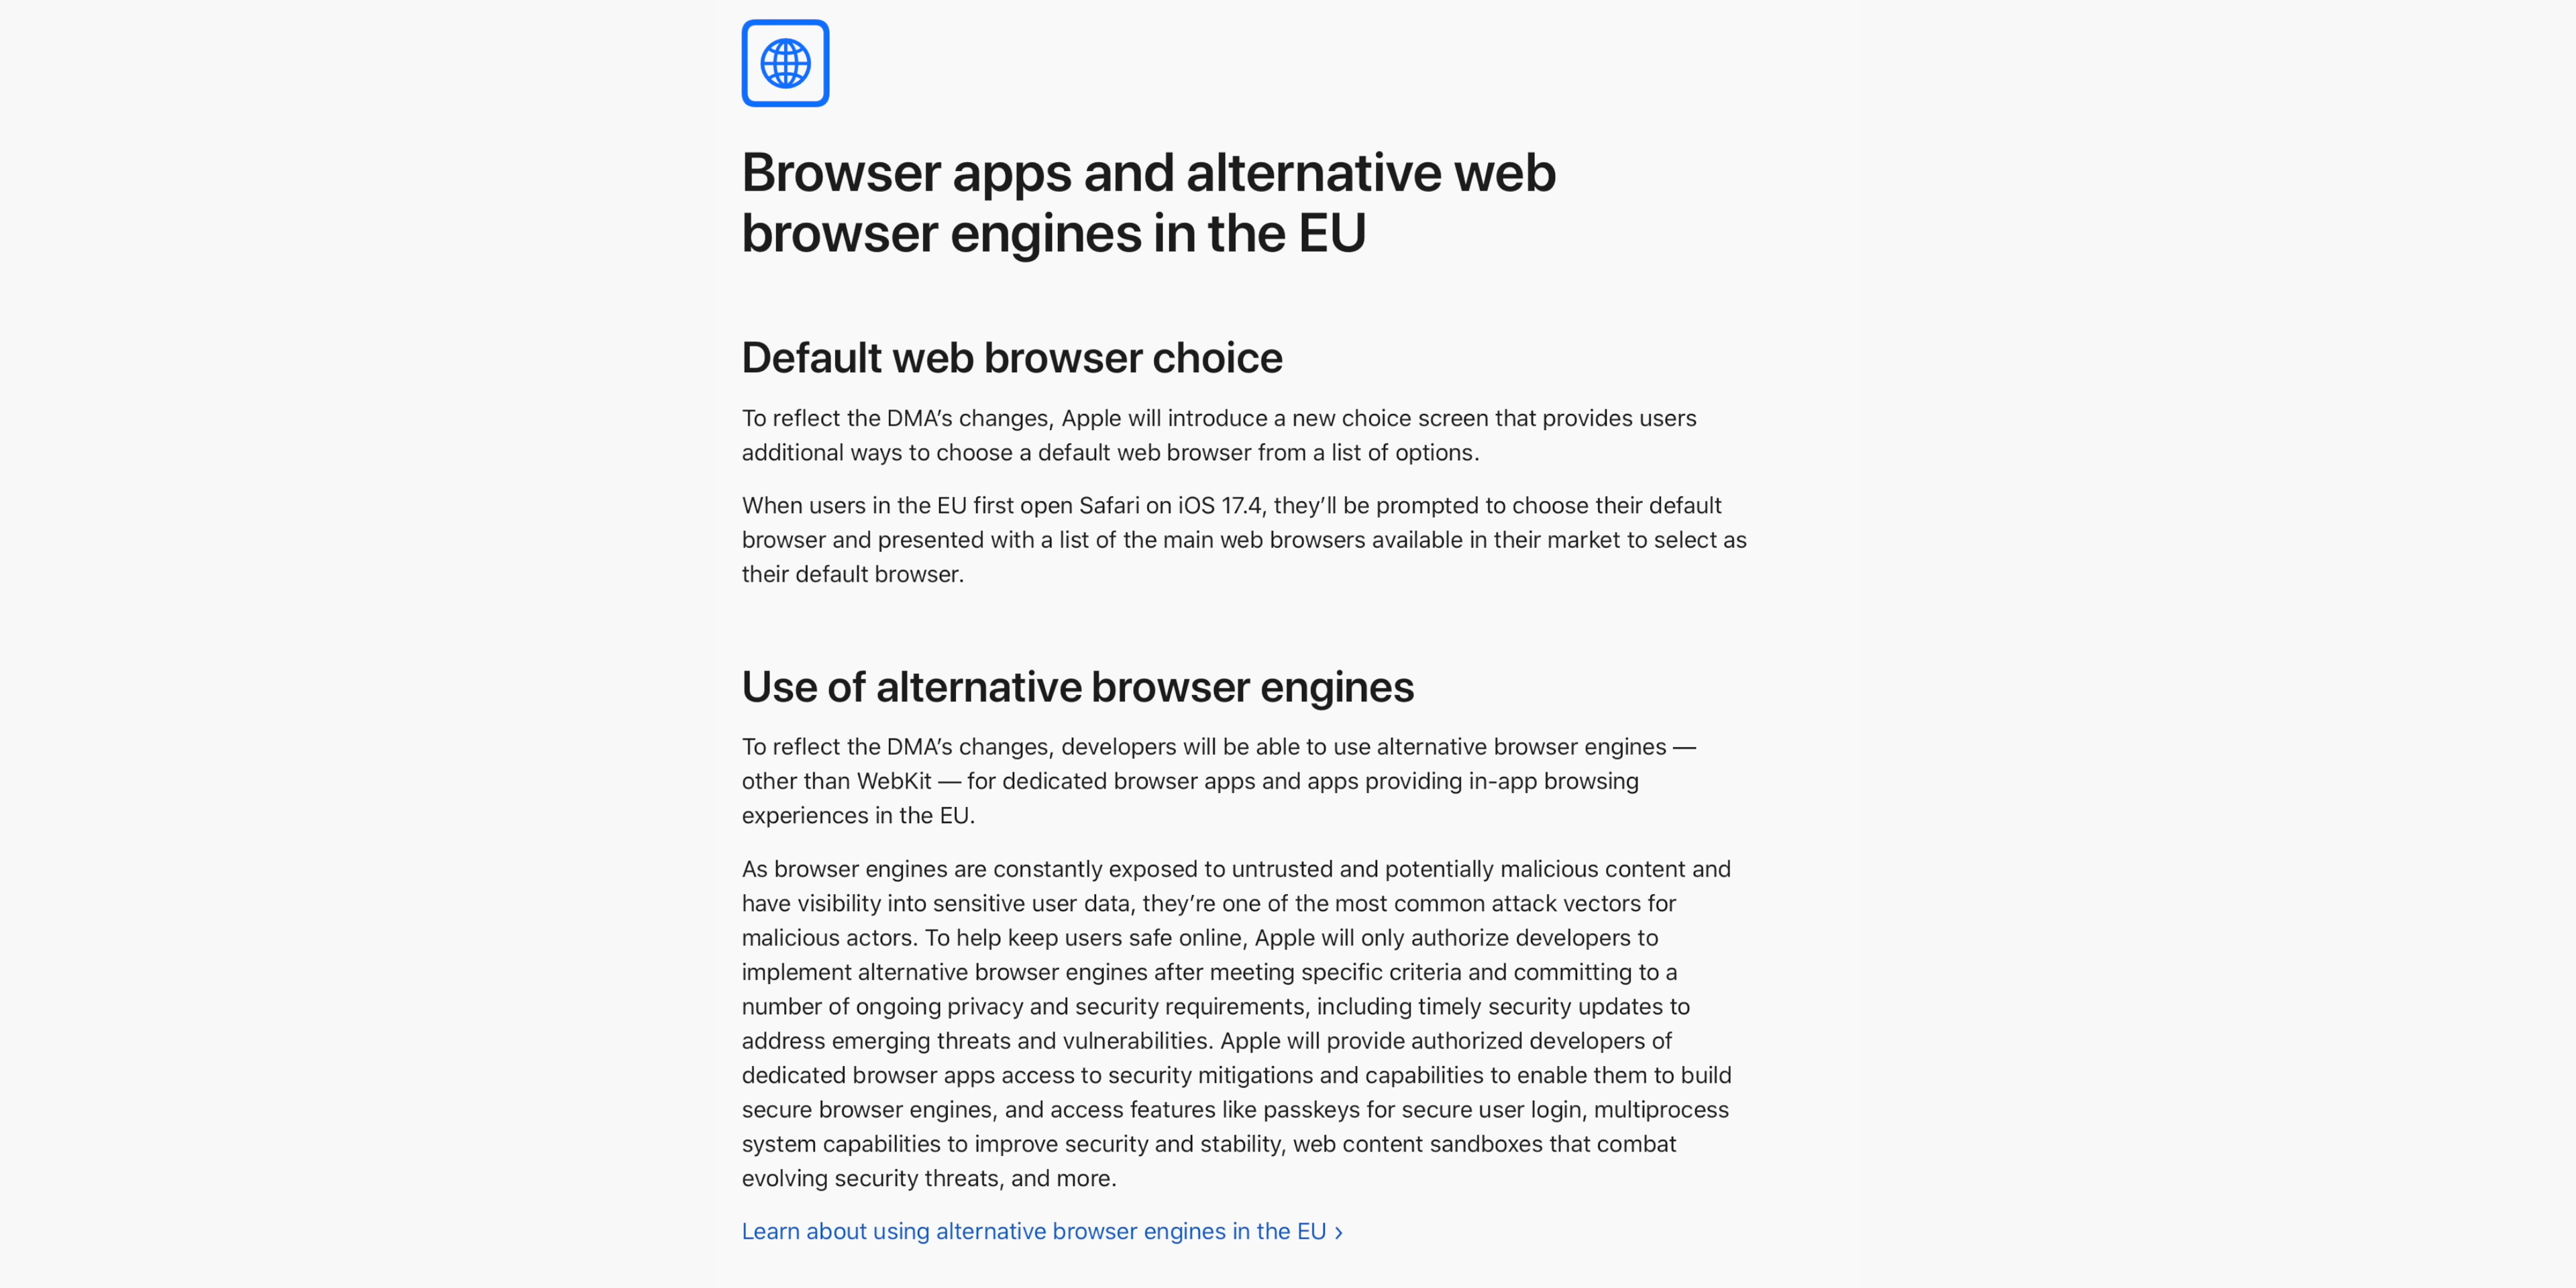 Browser apps and alternative web
browser engines in the EU
Default web browser choice
To reflect the DMA’s changes, Apple will introduce a new choice screen that provides users
additional ways to choose a default web browser from a list of options.
When users in the EU first open Safari on iOS 17.4, they’ll be prompted to choose their default
browser and presented with a list of the main web browsers available in their market to select as
their default browser.
Use of alternative browser engines
To reflect the DMA’s changes, developers will be able to use alternative browser engines —
other than WebKit — for dedicated browser apps and apps providing in-app browsing
experiences in the EU.
As browser engines are constantly exposed to untrusted and potentially malicious content and
have visibility into sensitive user data, they’re one of the most common attack vectors for
malicious actors. To help keep users safe online, Apple will only authorize developers to
implement alternative browser engines after meeting specific criteria and committing to a
number of ongoing privacy and security requirements, including timely security updates to
address emerging threats and vulnerabilities. Apple will provide authorized developers of
dedicated browser apps access to security mitigations and capabilities to enable them to build
secure browser engines, and access features like passkeys for secure user login, multiprocess
system capabilities to improve security and stability, web content sandboxes that combat
evolving security threats, and more.
Learn about using alternative browser engines in the EU ›